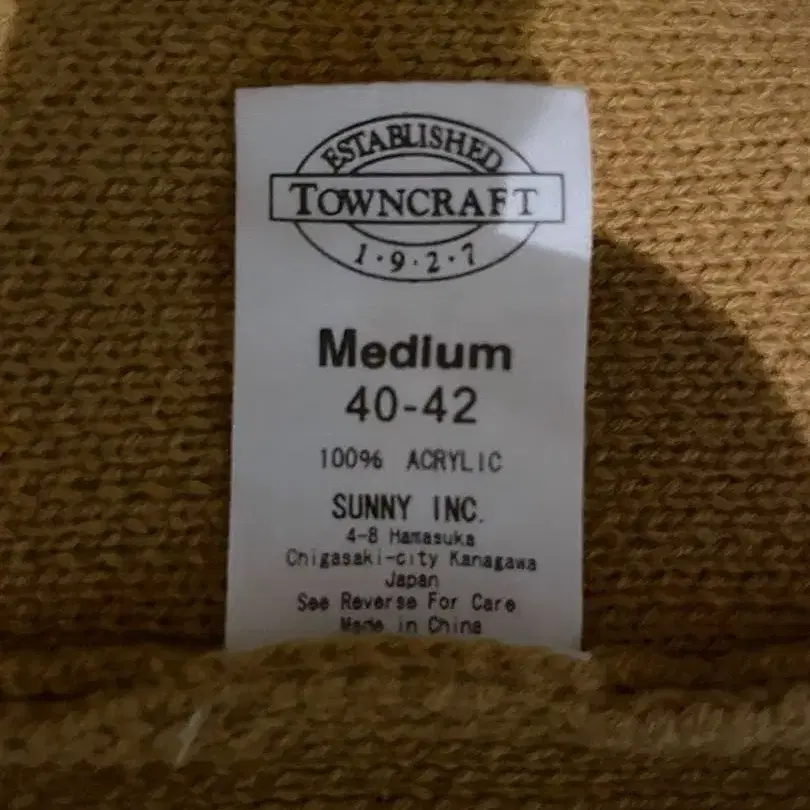 ESTABLISHED
TOWNCRAFT
1·9·2·7
Medium
40-42
100% ACRYLIC
SUNNY INC.
4-8 Hamasuka
Chigasaki-city Kanagawa
Japan
See Reverse For Care
Made in China